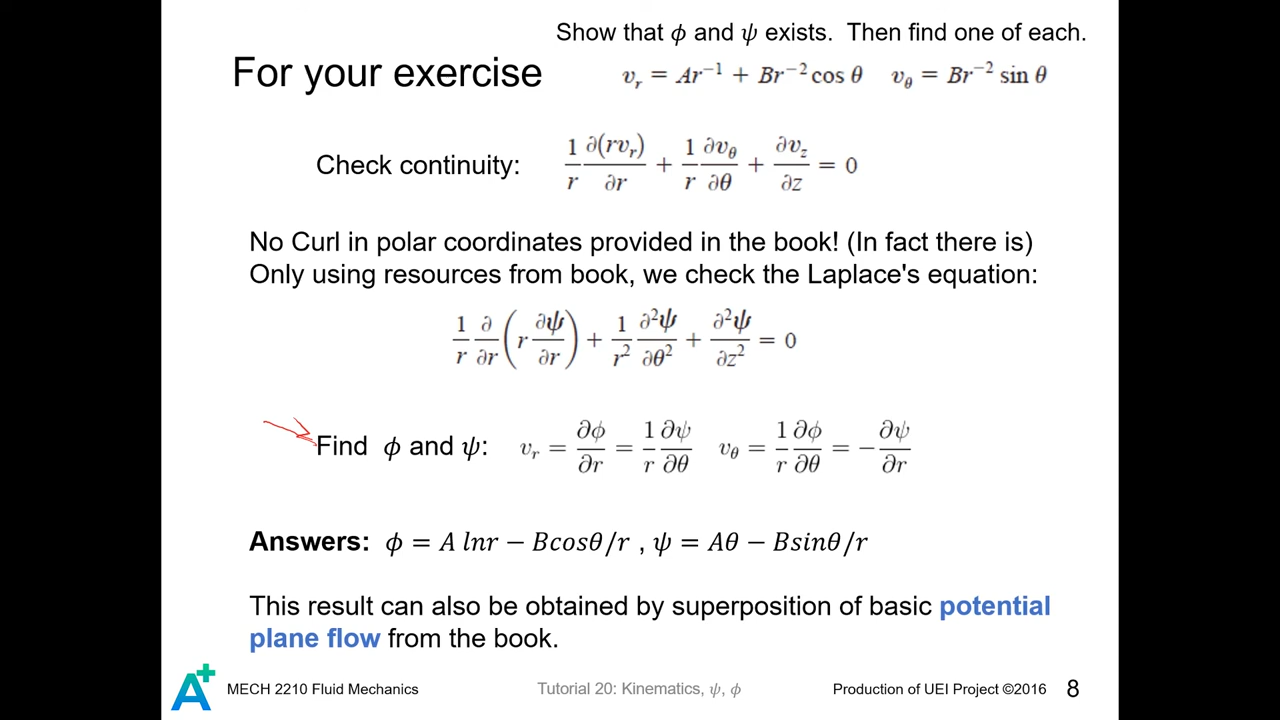 Show that ϕ and ψ exists. Then find one of each.
For your exercise
v_r = Ar⁻¹ + Br⁻² cos θ v_θ = Br⁻² sin θ
Check continuity: 1/r ∂(rv_r)/∂r + 1/r ∂v_θ/∂θ + ∂v_z/∂z = 0
No Curl in polar coordinates provided in the book! (In fact there is)
Only using resources from book, we check the Laplace's equation:
1/r ∂/∂r (r ∂ψ/∂r) + 1/r² ∂²ψ/∂θ² + ∂²ψ/∂z² = 0
Find ϕ and ψ: v_r = ∂ϕ/∂r = 1/r ∂ψ/∂θ v_θ = 1/r ∂ϕ/∂θ = −∂ψ/∂r
Answers: ϕ = A lnr − Bcosθ/r , ψ = Aθ − Bsinθ/r
This result can also be obtained by superposition of basic potential
plane flow from the book.
A+ MECH 2210 Fluid Mechanics Tutorial 20: Kinematics, ψ, ϕ Production of UEI Project ©2016 8